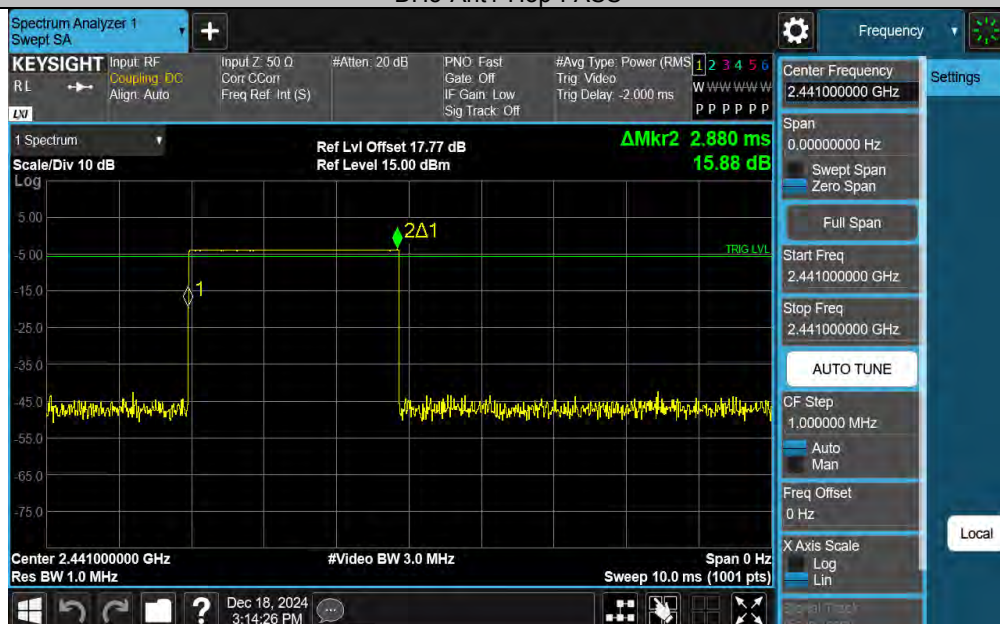 Spectrum Analyzer 1
Swept SA
Frequency
KEYSIGHT
RL
LXI
Input: RF
Coupling: DC
Align: Auto
Input Z: 50 Ω
Corr CCorr
Freq Ref: Int (S)
#Atten: 20 dB
PNO: Fast
Gate: Off
IF Gain: Low
Sig Track: Off
#Avg Type: Power (RMS
Trig: Video
Trig Delay: -2.000 ms
1 2 3 4 5 6
W W W W W W
P P P P P P
1 Spectrum
Scale/Div 10 dB
Log
Ref Lvl Offset 17.77 dB
Ref Level 15.00 dBm
ΔMkr2 2.880 ms
15.88 dB
5.00
-5.00
-15.0
-25.0
-35.0
-45.0
-55.0
-65.0
-75.0
2Δ1
1
TRIG LVL
Center 2.441000000 GHz
Res BW 1.0 MHz
#Video BW 3.0 MHz
Span 0 Hz
Sweep 10.0 ms (1001 pts)
Dec 18, 2024
3:14:26 PM
Center Frequency
2.441000000 GHz
Span
0.00000000 Hz
Swept Span
Zero Span
Full Span
Start Freq
2.441000000 GHz
Stop Freq
2.441000000 GHz
AUTO TUNE
CF Step
1.000000 MHz
Auto
Man
Freq Offset
0 Hz
X Axis Scale
Log
Lin
Signal Track
Settings
Local